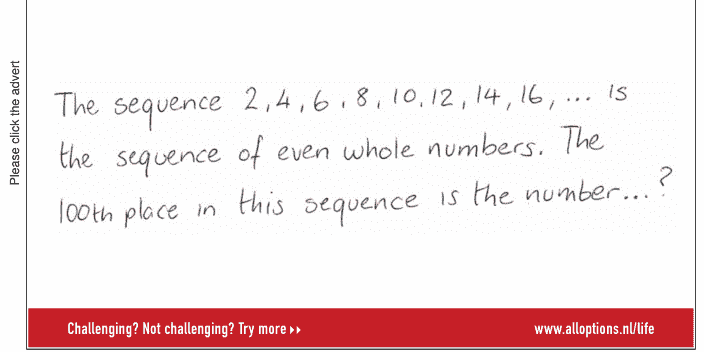 Please click the advert
The sequence 2, 4, 6, 8, 10, 12, 14, 16, ... is
the sequence of even whole numbers. The
100th place in this sequence is the number... ?
Challenging? Not challenging? Try more
www.alloptions.nl/life